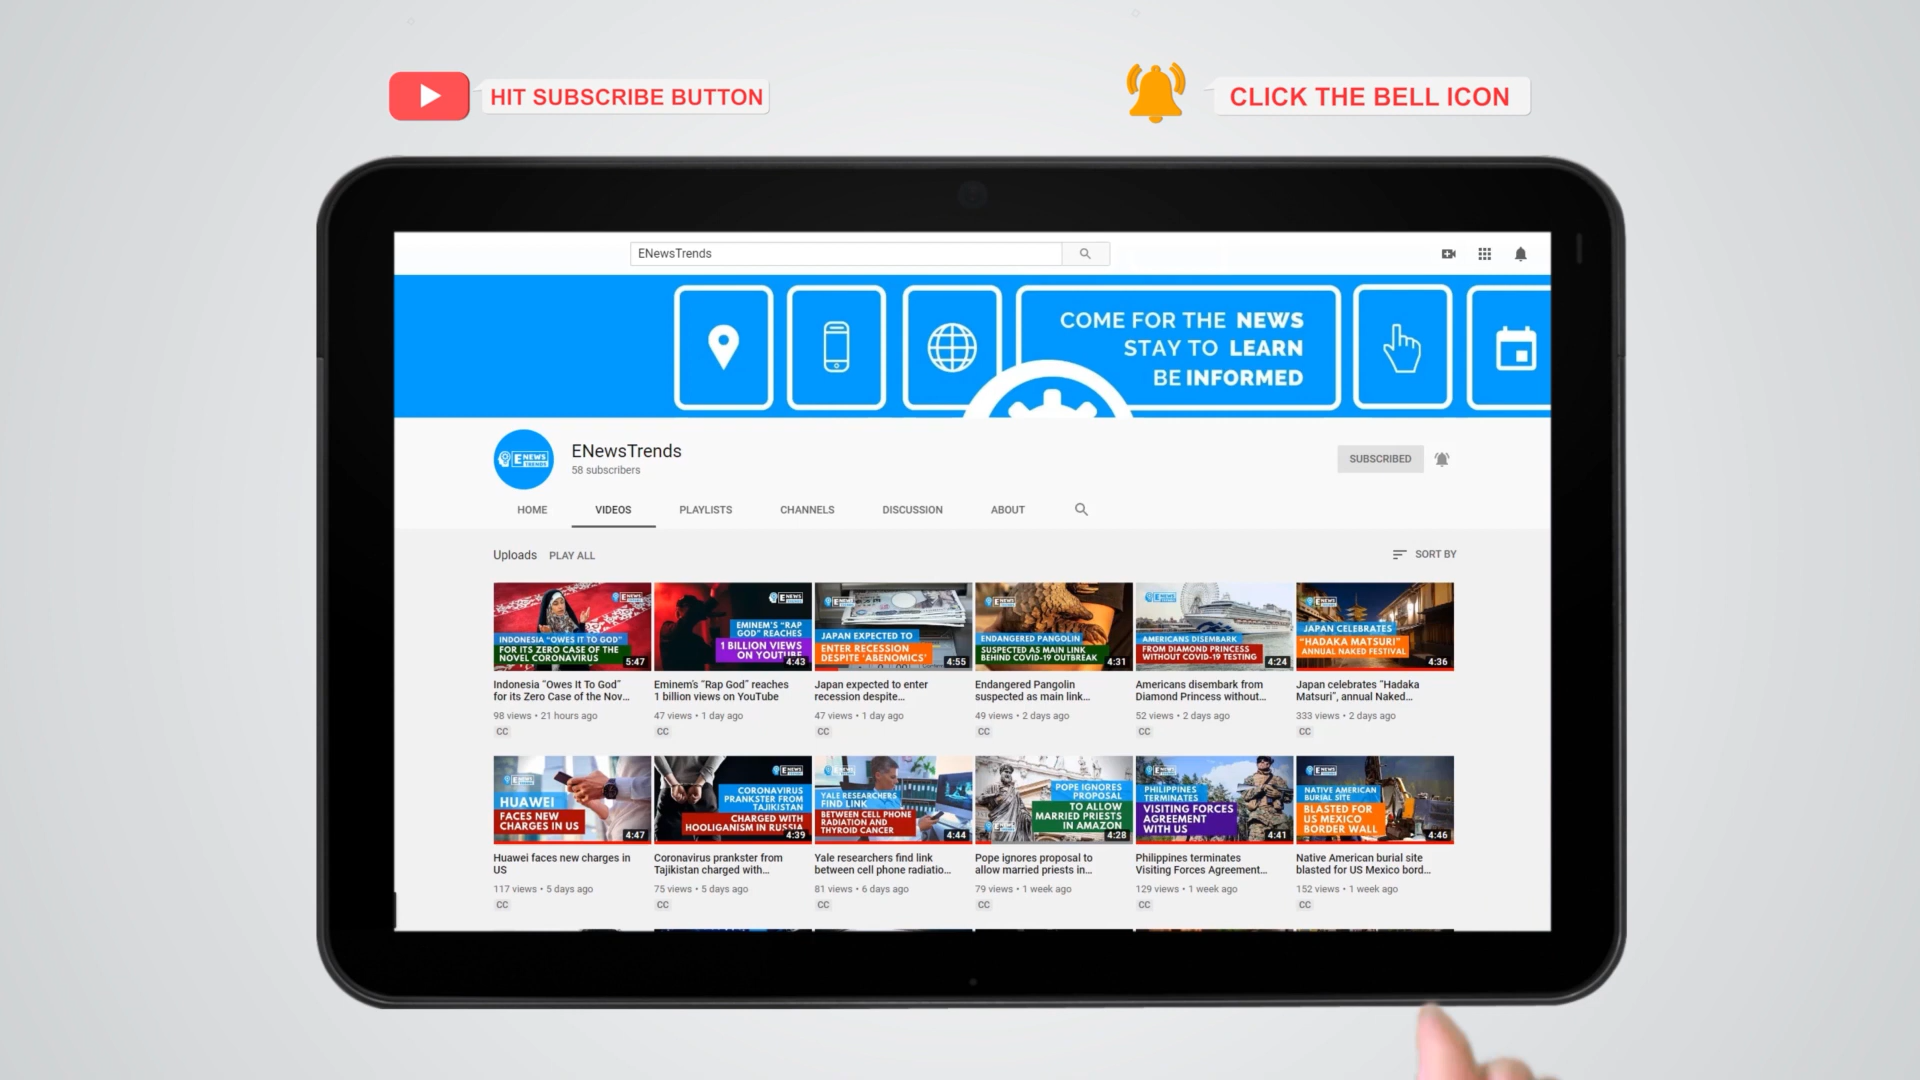 HIT SUBSCRIBE BUTTON
CLICK THE BELL ICON
ENewsTrends
COME FOR THE NEWS
STAY TO LEARN
BE INFORMED
E NEWS
TRENDS
ENewsTrends
58 subscribers
SUBSCRIBED
HOME VIDEOS PLAYLISTS CHANNELS DISCUSSION ABOUT
Uploads PLAY ALL
SORT BY
INDONESIA "OWES IT TO GOD"
FOR ITS ZERO CASE OF THE
NOVEL CORONAVIRUS
5:47
EMINEM'S "RAP
GOD" REACHES
1 BILLION VIEWS
ON YOUTUBE
4:43
JAPAN EXPECTED TO
ENTER RECESSION
DESPITE 'ABENOMICS'
4:55
ENDANGERED PANGOLIN
SUSPECTED AS MAIN LINK
BEHIND COVID-19 OUTBREAK
4:31
AMERICANS DISEMBARK
FROM DIAMOND PRINCESS
WITHOUT COVID-19 TESTING
4:24
JAPAN CELEBRATES
"HADAKA MATSURI"
ANNUAL NAKED FESTIVAL
4:36
Indonesia "Owes It To God"
for its Zero Case of the Nov...
98 views • 21 hours ago
CC
Eminem's "Rap God" reaches
1 billion views on YouTube
47 views • 1 day ago
CC
Japan expected to enter
recession despite...
47 views • 1 day ago
CC
Endangered Pangolin
suspected as main link...
49 views • 2 days ago
CC
Americans disembark from
Diamond Princess without...
52 views • 2 days ago
CC
Japan celebrates "Hadaka
Matsuri", annual Naked...
333 views • 2 days ago
CC
HUAWEI
FACES NEW
CHARGES IN US
4:47
CORONAVIRUS
PRANKSTER FROM
TAJIKISTAN
CHARGED WITH
HOOLIGANISM IN RUSSIA
4:39
YALE RESEARCHERS
FIND LINK
BETWEEN CELL PHONE
RADIATION AND
THYROID CANCER
4:44
POPE IGNORES
PROPOSAL
TO ALLOW
MARRIED PRIESTS
IN AMAZON
4:28
PHILIPPINES
TERMINATES
VISITING FORCES
AGREEMENT
WITH US
4:41
NATIVE AMERICAN
BURIAL SITE
BLASTED FOR
US MEXICO
BORDER WALL
4:46
Huawei faces new charges in
US
117 views • 5 days ago
CC
Coronavirus prankster from
Tajikistan charged with...
75 views • 5 days ago
CC
Yale researchers find link
between cell phone radiatio...
81 views • 6 days ago
CC
Pope ignores proposal to
allow married priests in...
79 views • 1 week ago
CC
Philippines terminates
Visiting Forces Agreement...
129 views • 1 week ago
CC
Native American burial site
blasted for US Mexico bord...
152 views • 1 week ago
CC